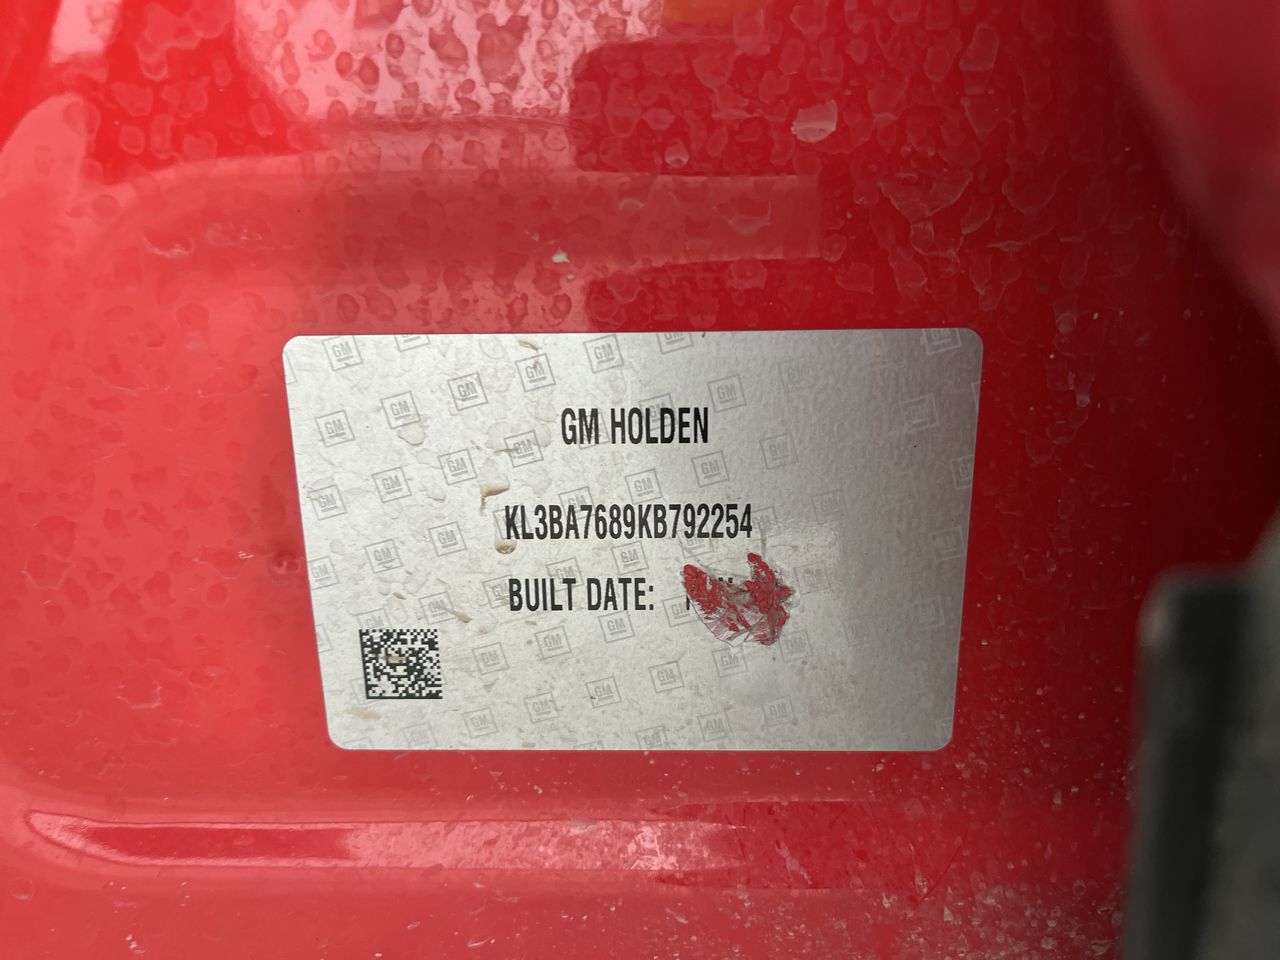 GM HOLDEN
KL3BA7689KB792254
BUILT DATE: